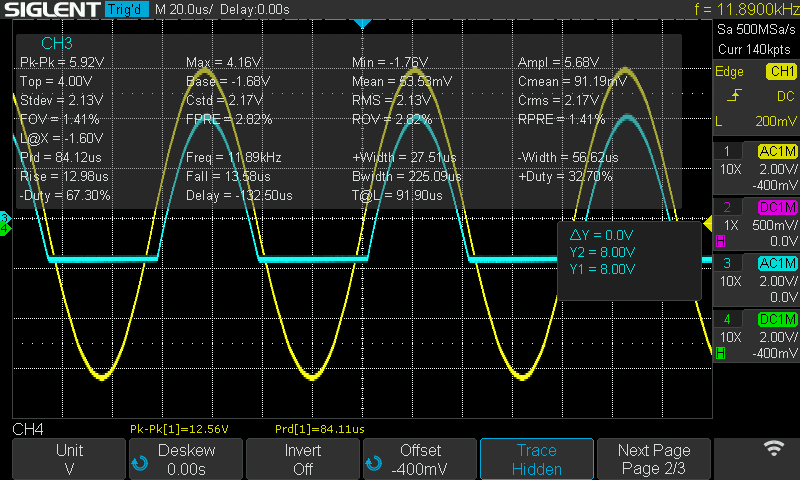 SIGLENT Trig'd M 20.0us/ Delay:0.00s f = 11.8900kHz
Sa 500MSa/s
Curr 140kpts
Edge CH1
DC
L 200mV
CH3
Pk-Pk = 5.92V Max = 4.16V Min = -1.76V Ampl = 5.68V
Top = 4.00V Base = -1.68V Mean = 53.53mV Cmean = 91.19mV
Stdev = 2.13V Cstd = 2.17V RMS = 2.13V Crms = 2.17V
FOV = 1.41% FPRE = 2.82% ROV = 2.82% RPRE = 1.41%
L@X = -1.60V
Prd = 84.12us Freq = 11.89kHz +Width = 27.51us -Width = 56.62us
Rise = 12.98us Fall = 13.58us Bwidth = 225.09us +Duty = 32.70%
-Duty = 67.30% Delay = -132.50us T@L = 91.90us
1 AC1M
10X 2.00V/
-400mV
2 DC1M
1X 500mV/
B 0.0V
3 AC1M
10X 2.00V/
0.0V
4 DC1M
10X 2.00V/
B -400mV
3
4
ΔY = 0.0V
Y2 = 8.00V
Y1 = 8.00V
CH4 Pk-Pk[1]=12.56V Prd[1]=84.11us
Unit Deskew Invert Offset Trace Next Page
V 0.00s Off -400mV Hidden Page 2/3